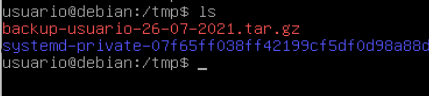 usuario@debian:/tmp$ ls
backup-usuario-26-07-2021.tar.gz
systemd-private-07f65ff038ff42199cf5df0d98a88d
usuario@debian:/tmp$ _